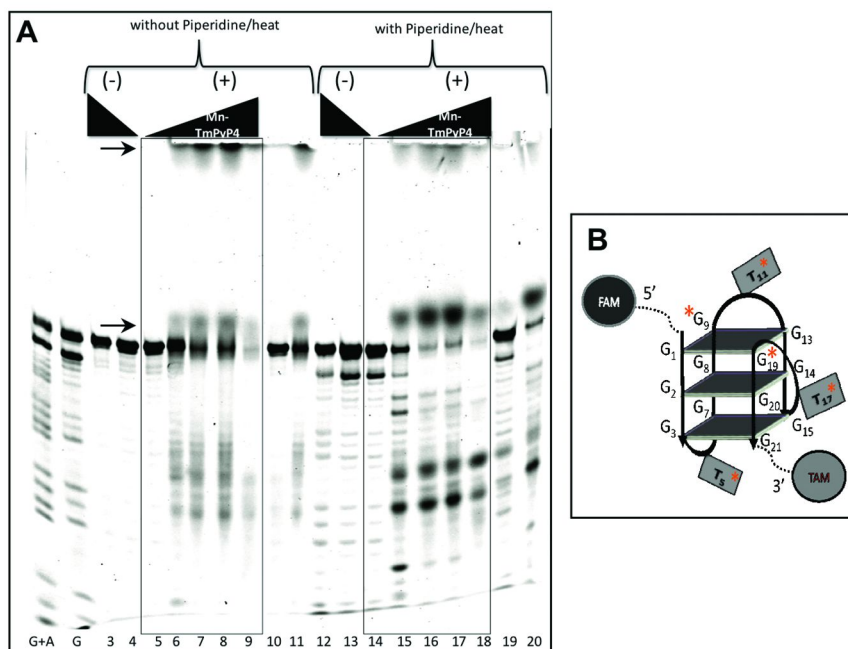 A
without Piperidine/heat
with Piperidine/heat
(-)
(+)
(-)
(+)
Mn-
TmPyP4
Mn-
TmPyP4
G+A G 3 4 5 6 7 8 9 10 11 12 13 14 15 16 17 18 19 20
B
T11 *
FAM
5'
* G9
G13
G1
G8
* G19
G14
G2
G20
T17 *
G7
G15
G3
G21
T5 *
3'
TAM